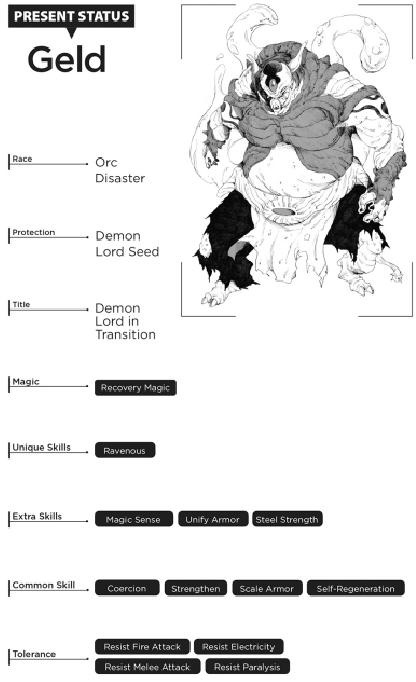 PRESENT STATUS
Geld
Race
Orc
Disaster
Protection
Demon
Lord Seed
Title
Demon
Lord in
Transition
Magic
Recovery Magic
Unique Skills
Ravenous
Extra Skills
Magic Sense Unify Armor Steel Strength
Common Skill
Coercion Strengthen Scale Armor Self-Regeneration
Tolerance
Resist Fire Attack Resist Electricity
Resist Melee Attack Resist Paralysis